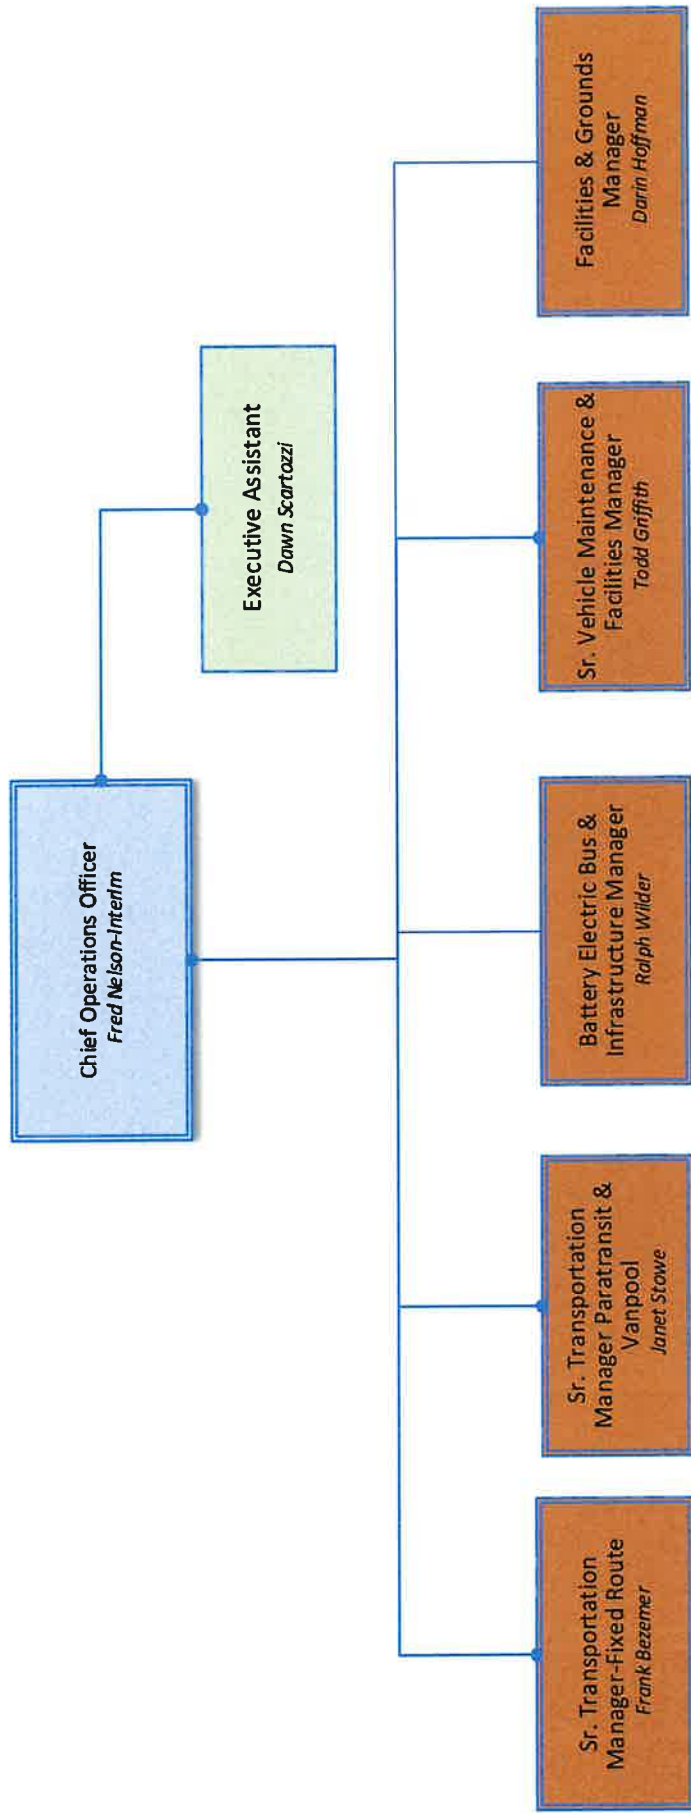 Chief Operations Officer
Fred Nelson-Interim
Executive Assistant
Dawn Scartozzi
Sr. Transportation
Manager-Fixed Route
Frank Bezemer
Sr. Transportation
Manager Paratransit &
Vanpool
Janet Stowe
Battery Electric Bus &
Infrastructure Manager
Ralph Wilder
Sr. Vehicle Maintenance &
Facilities Manager
Todd Griffith
Facilities & Grounds
Manager
Darin Hoffman